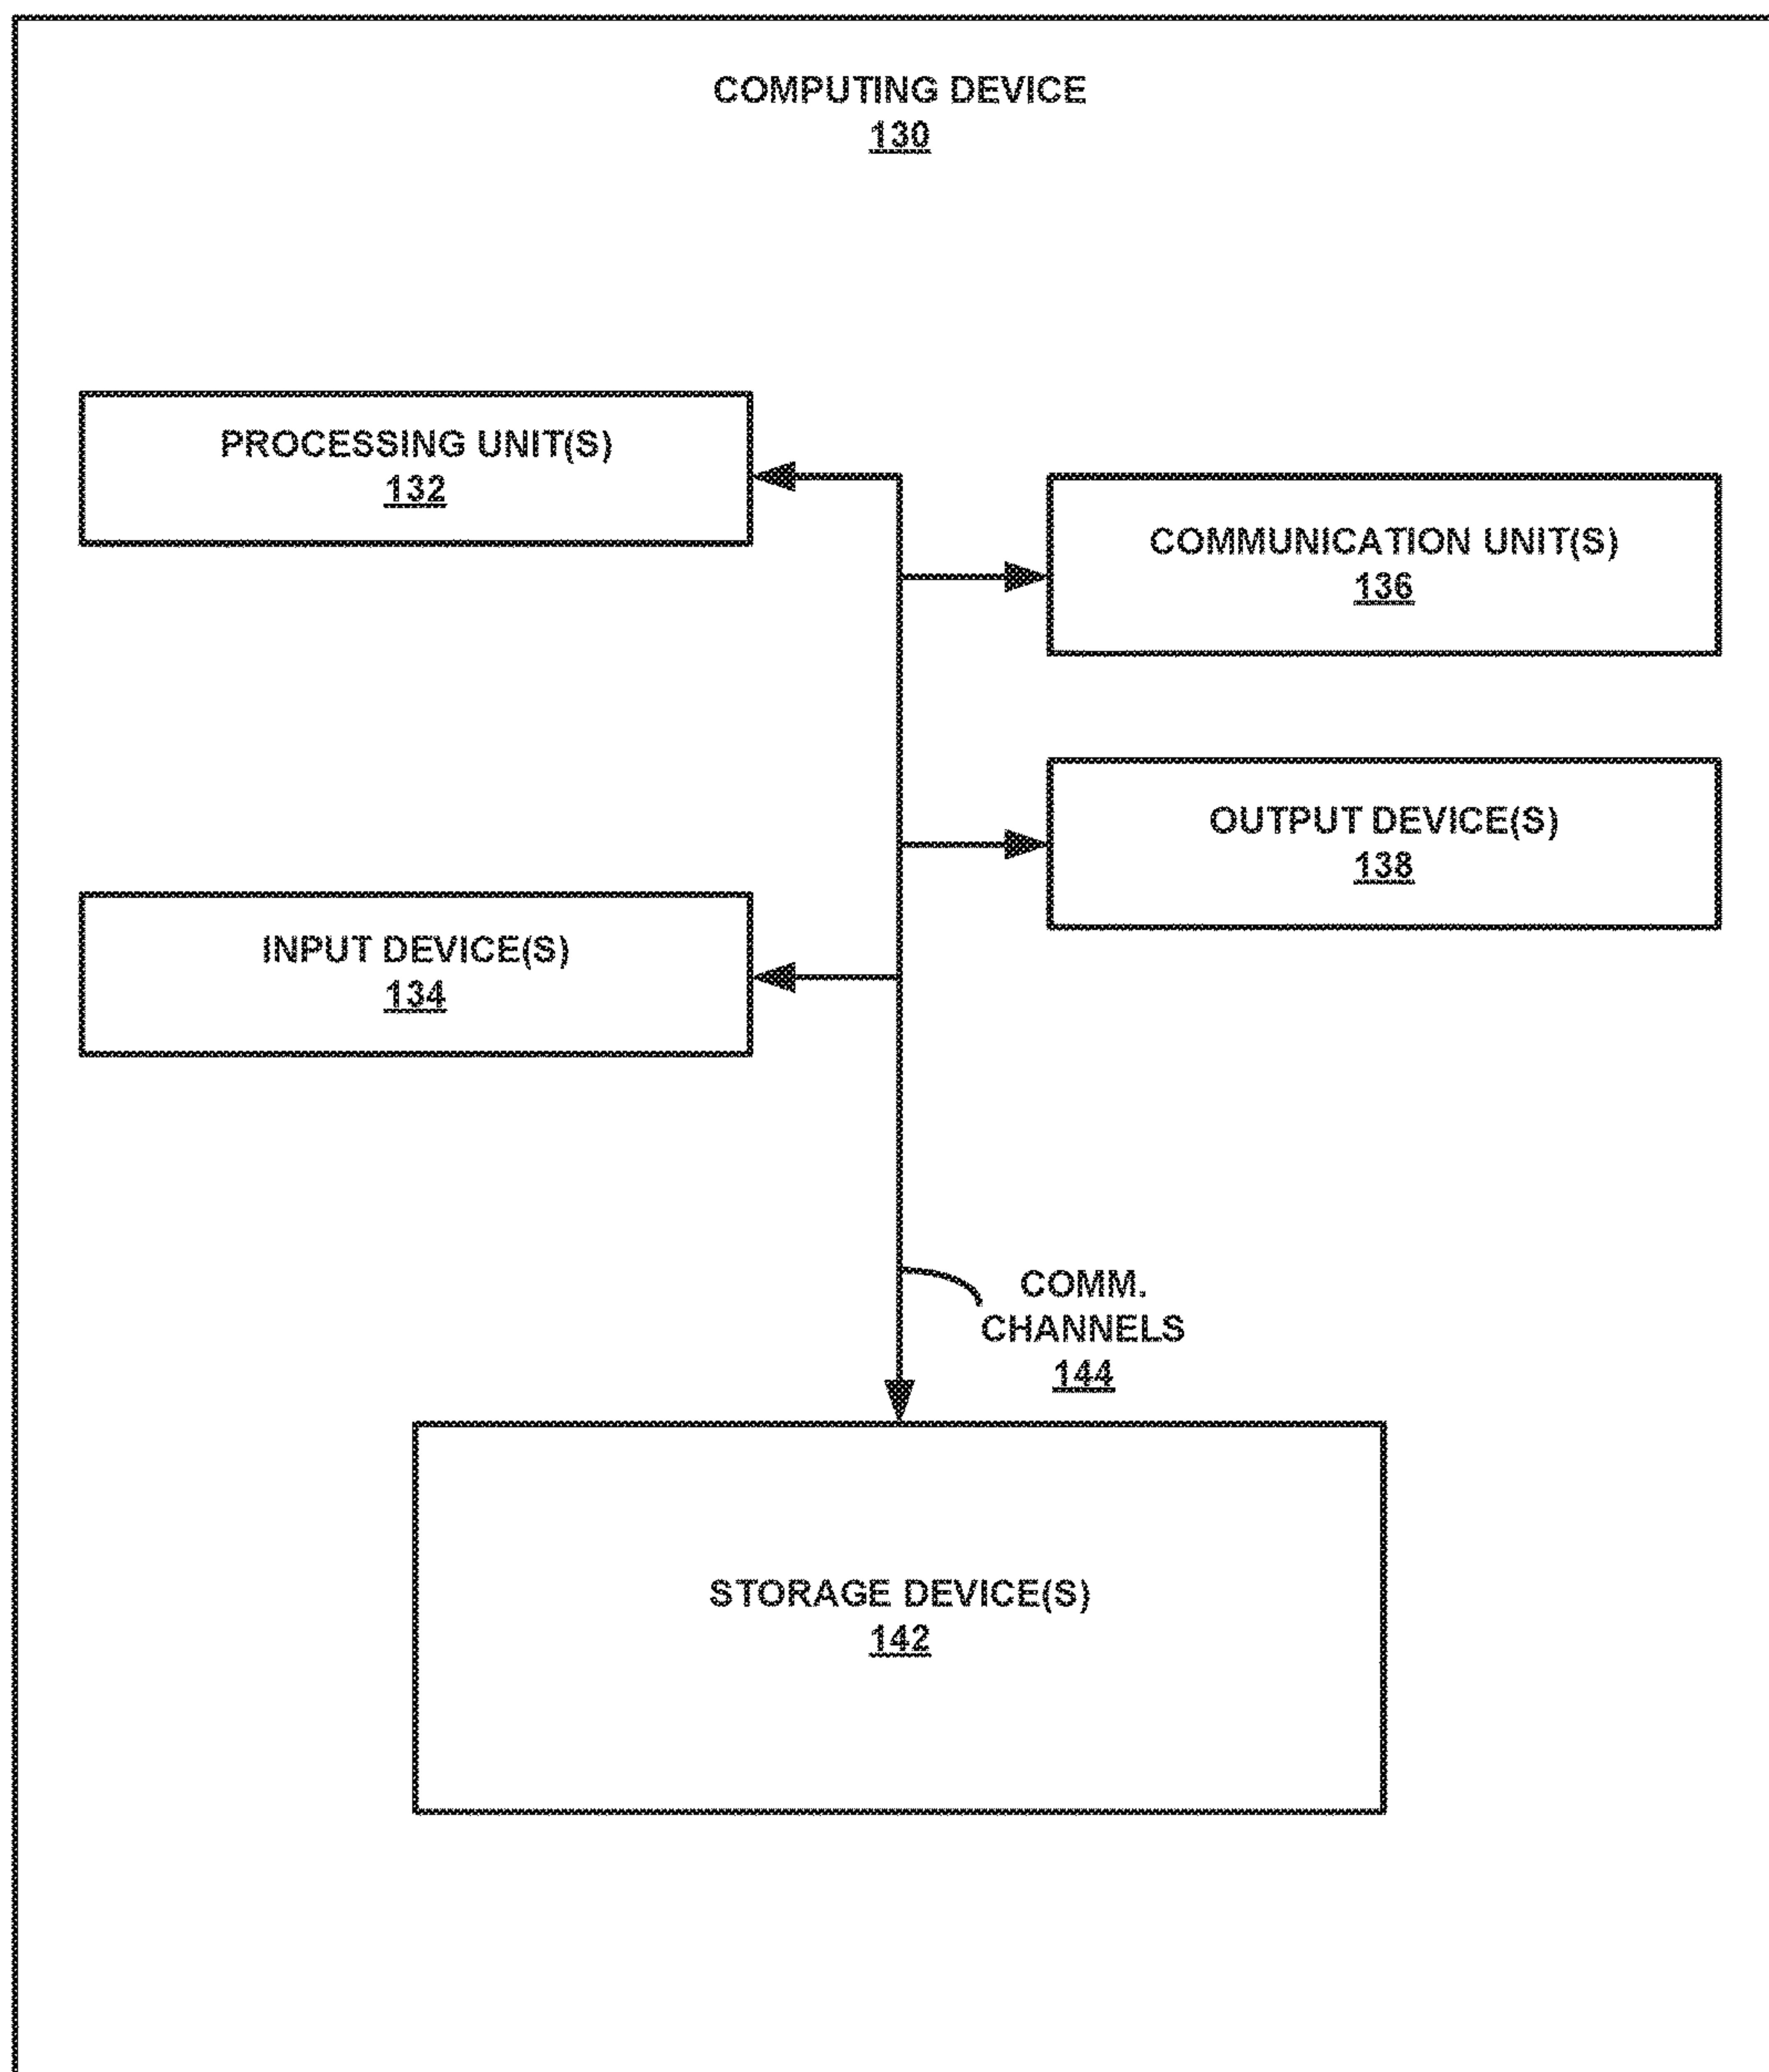 COMPUTING DEVICE
130
PROCESSING UNIT(S)
132
COMMUNICATION UNIT(S)
136
OUTPUT DEVICE(S)
138
INPUT DEVICE(S)
134
COMM.
CHANNELS
144
STORAGE DEVICE(S)
142